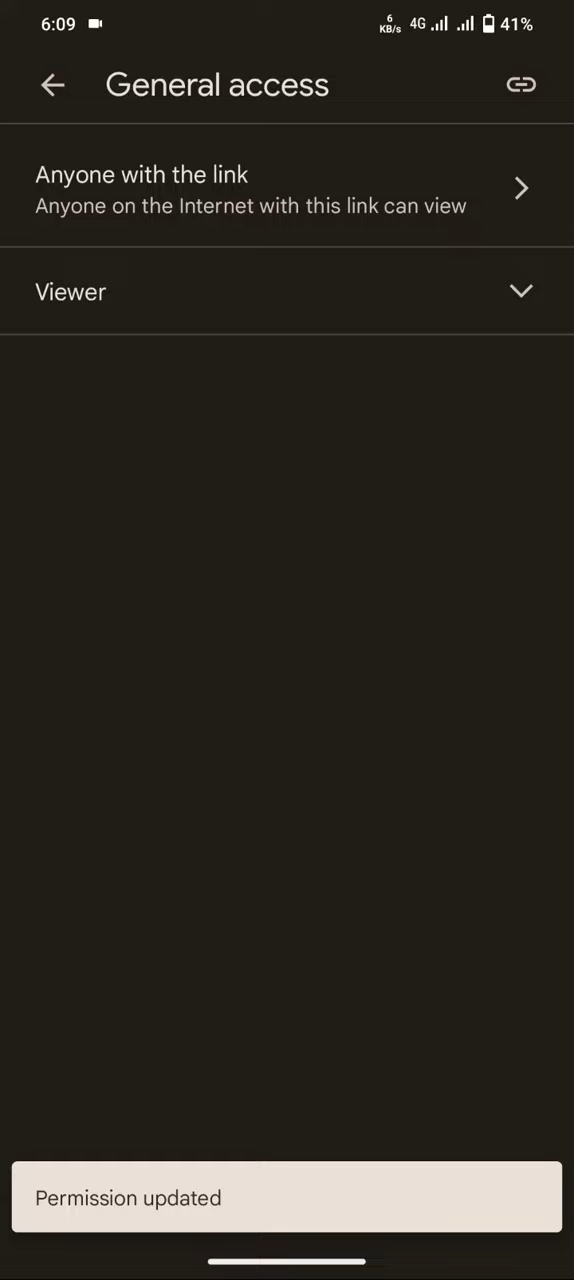 6:09 6 KB/s 4G 41%
General access
Anyone with the link
Anyone on the Internet with this link can view
Viewer
Permission updated